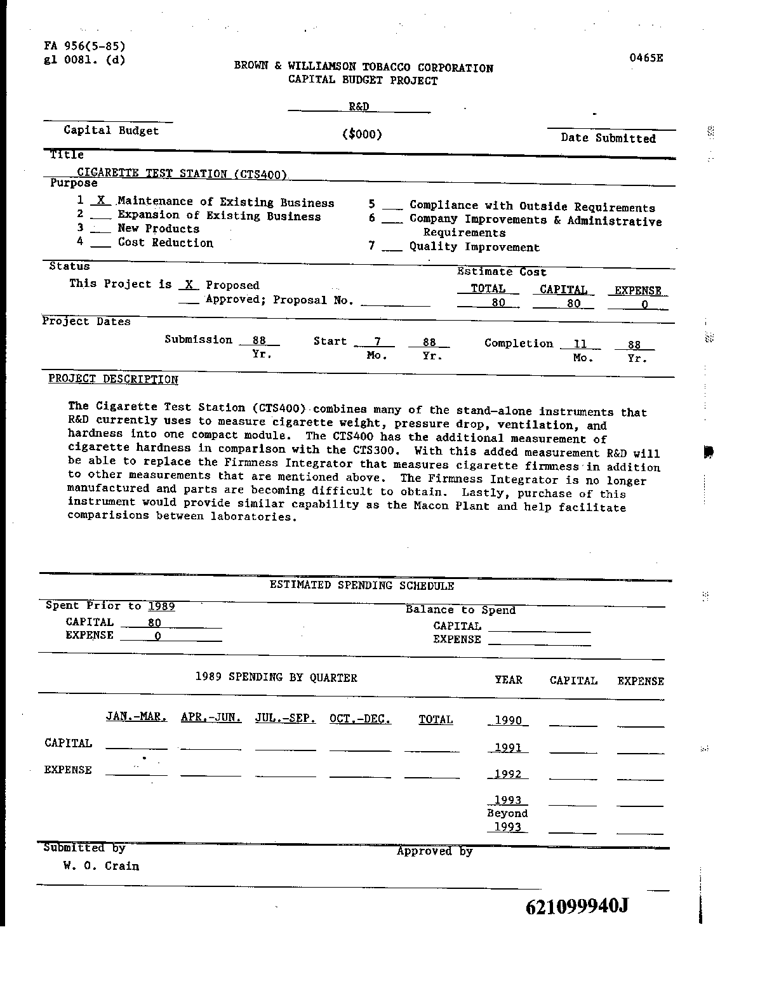 FA 956(5-85)
gl 0081. (d)
0465E
BROWN & WILLIAMSON TOBACCO CORPORATION
CAPITAL BUDGET PROJECT
R&D
Capital Budget ($000) Date Submitted
Title
CIGARETTE TEST STATION (CTS400)
Purpose
1 X Maintenance of Existing Business 5 ___ Compliance with Outside Requirements
2 ___ Expansion of Existing Business 6 ___ Company Improvements & Administrative
3 ___ New Products Requirements
4 ___ Cost Reduction 7 ___ Quality Improvement
Status Estimate Cost
This Project is X Proposed TOTAL CAPITAL EXPENSE
___ Approved; Proposal No. ___ 80 80 0
Project Dates
Submission 88 Start 7 88 Completion 11 88
Yr. Mo. Yr. Mo. Yr.
PROJECT DESCRIPTION
The Cigarette Test Station (CTS400) combines many of the stand-alone instruments that
R&D currently uses to measure cigarette weight, pressure drop, ventilation, and
hardness into one compact module. The CTS400 has the additional measurement of
cigarette hardness in comparison with the CTS300. With this added measurement R&D will
be able to replace the Firmness Integrator that measures cigarette firmness in addition
to other measurements that are mentioned above. The Firmness Integrator is no longer
manufactured and parts are becoming difficult to obtain. Lastly, purchase of this
instrument would provide similar capability as the Macon Plant and help facilitate
comparisions between laboratories.
ESTIMATED SPENDING SCHEDULE
Spent Prior to 1989 Balance to Spend
CAPITAL 80 CAPITAL
EXPENSE 0 EXPENSE
1989 SPENDING BY QUARTER YEAR CAPITAL EXPENSE
JAN.-MAR. APR.-JUN. JUL.-SEP. OCT.-DEC. TOTAL 1990
CAPITAL 1991
EXPENSE 1992
1993
Beyond
1993
Submitted by Approved by
W. O. Crain
621099940J